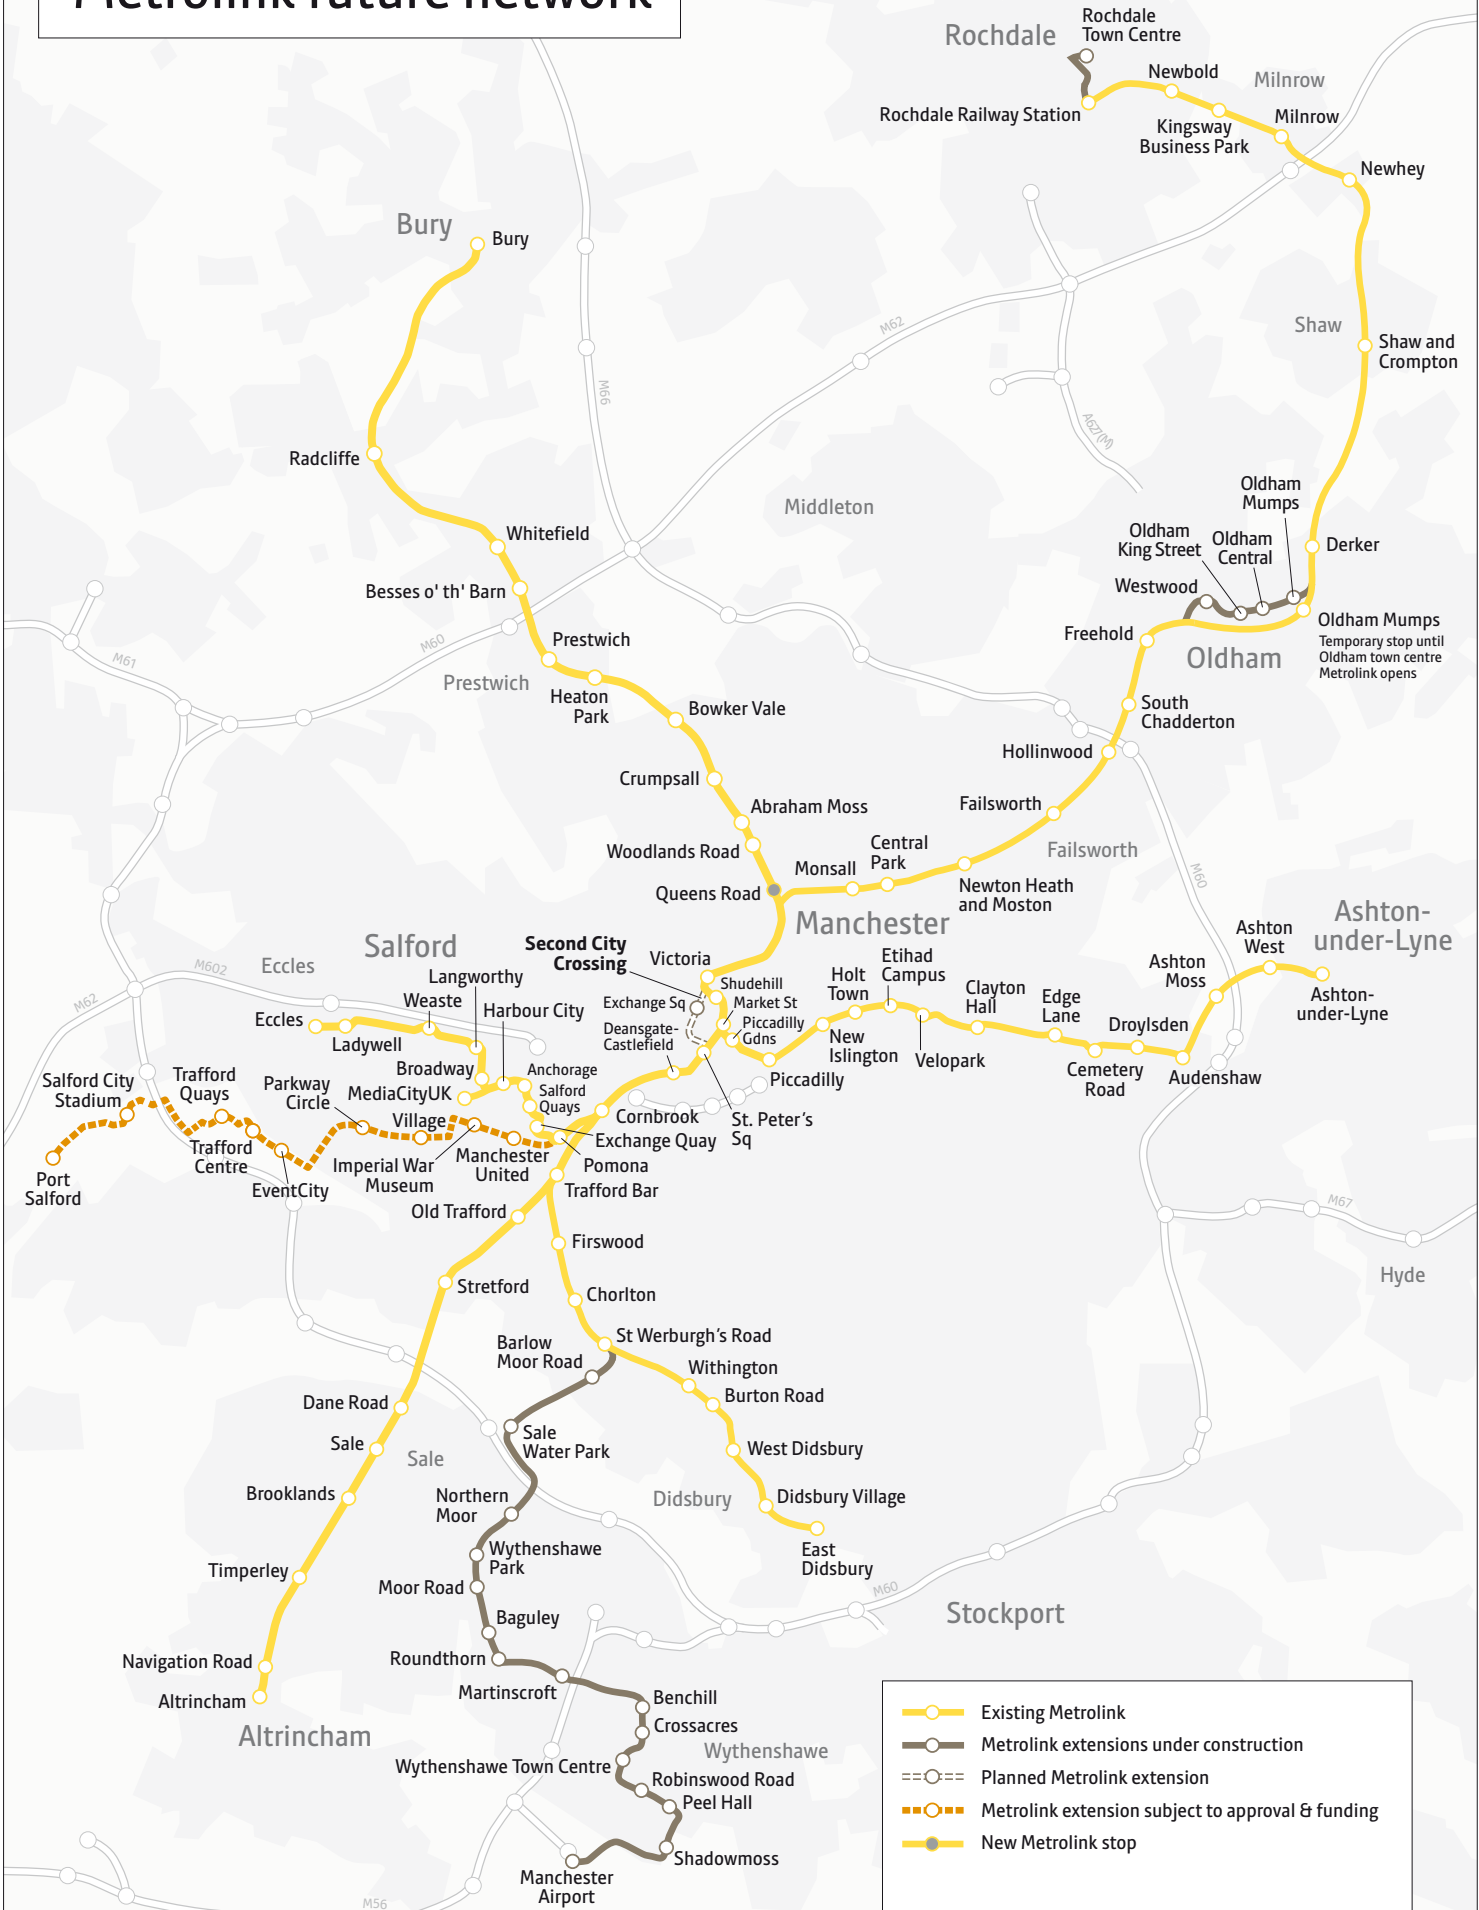 Metrolink future network
Rochdale
Rochdale
Town Centre
Newbold
Milnrow
Rochdale Railway Station
Kingsway
Business Park
Milnrow
Newhey
Bury
Bury
Shaw
Shaw and
Crompton
M62
M66
A627(M)
Radcliffe
Middleton
Oldham
Mumps
Whitefield
Oldham
King Street
Oldham
Central
Derker
Besses o' th' Barn
Westwood
Oldham Mumps
Temporary stop until
Oldham town centre
Metrolink opens
Freehold
Oldham
M61
M60
Prestwich
Prestwich
Heaton
Park
Bowker Vale
South
Chadderton
Hollinwood
Crumpsall
Abraham Moss
Failsworth
Failsworth
Woodlands Road
Monsall
Central
Park
M60
Queens Road
Newton Heath
and Moston
Manchester
Ashton-
under-Lyne
Salford
Second City
Crossing
Victoria
Ashton
West
Etihad
Campus
Holt
Town
Ashton
Moss
M602
Eccles
Langworthy
Weaste
Harbour City
Shudehill
Exchange Sq
Market St
Clayton
Hall
Edge
Lane
Ashton-
under-Lyne
M62
Eccles
Ladywell
Deansgate-
Castlefield
Piccadilly
Gdns
New
Islington
Velopark
Droylsden
Cemetery
Road
Audenshaw
Broadway
Anchorage
Piccadilly
Salford City
Stadium
Trafford
Quays
Parkway
Circle
MediaCityUK
Salford
Quays
Village
Cornbrook
St. Peter's
Sq
Exchange Quay
Trafford
Centre
Imperial War
Museum
Manchester
United
Pomona
Port
Salford
EventCity
Trafford Bar
Old Trafford
M67
Firswood
Hyde
Stretford
Chorlton
Barlow
Moor Road
St Werburgh's Road
Withington
Burton Road
Dane Road
Sale
Water Park
Sale
Sale
West Didsbury
Brooklands
Northern
Moor
Didsbury
Didsbury Village
Wythenshawe
Park
East
Didsbury
Timperley
Moor Road
M60
Baguley
Stockport
Navigation Road
Roundthorn
Altrincham
Martinscroft
Benchill
Altrincham
Crossacres
Wythenshawe
Wythenshawe Town Centre
Robinswood Road
Peel Hall
Shadowmoss
Manchester
Airport
M56
Existing Metrolink
Metrolink extensions under construction
Planned Metrolink extension
Metrolink extension subject to approval & funding
New Metrolink stop